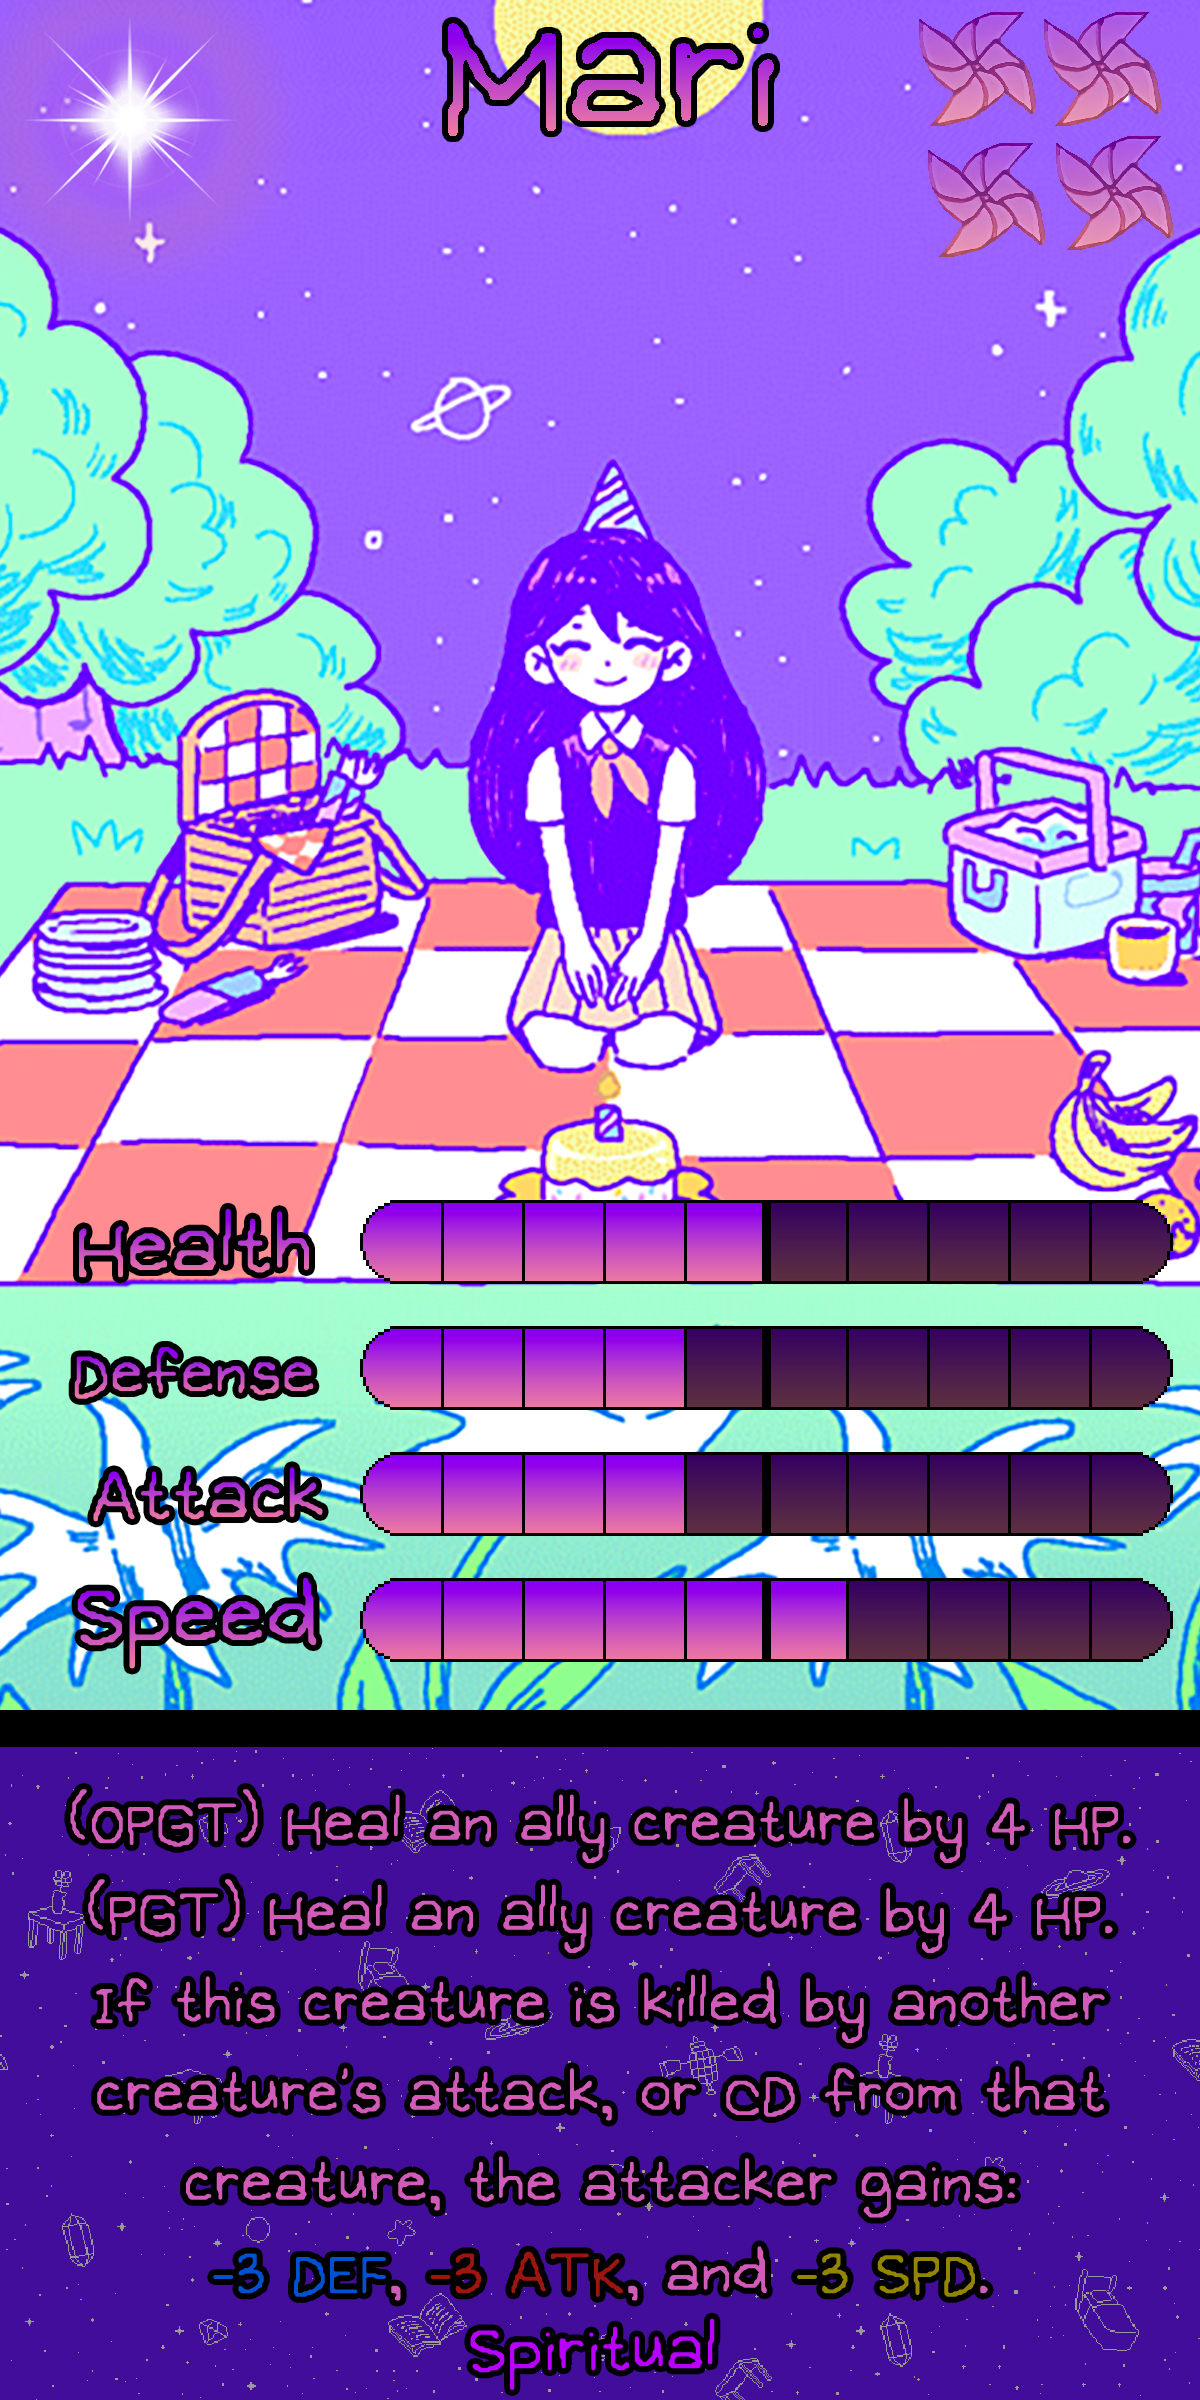 Mari
Health
Defense
Attack
Speed
(OPGT) Heal an ally creature by 4 HP.
(PGT) Heal an ally creature by 4 HP.
If this creature is killed by another
creature's attack, or CD from that
creature, the attacker gains:
-3 DEF, -3 ATK, and -3 SPD.
Spiritual